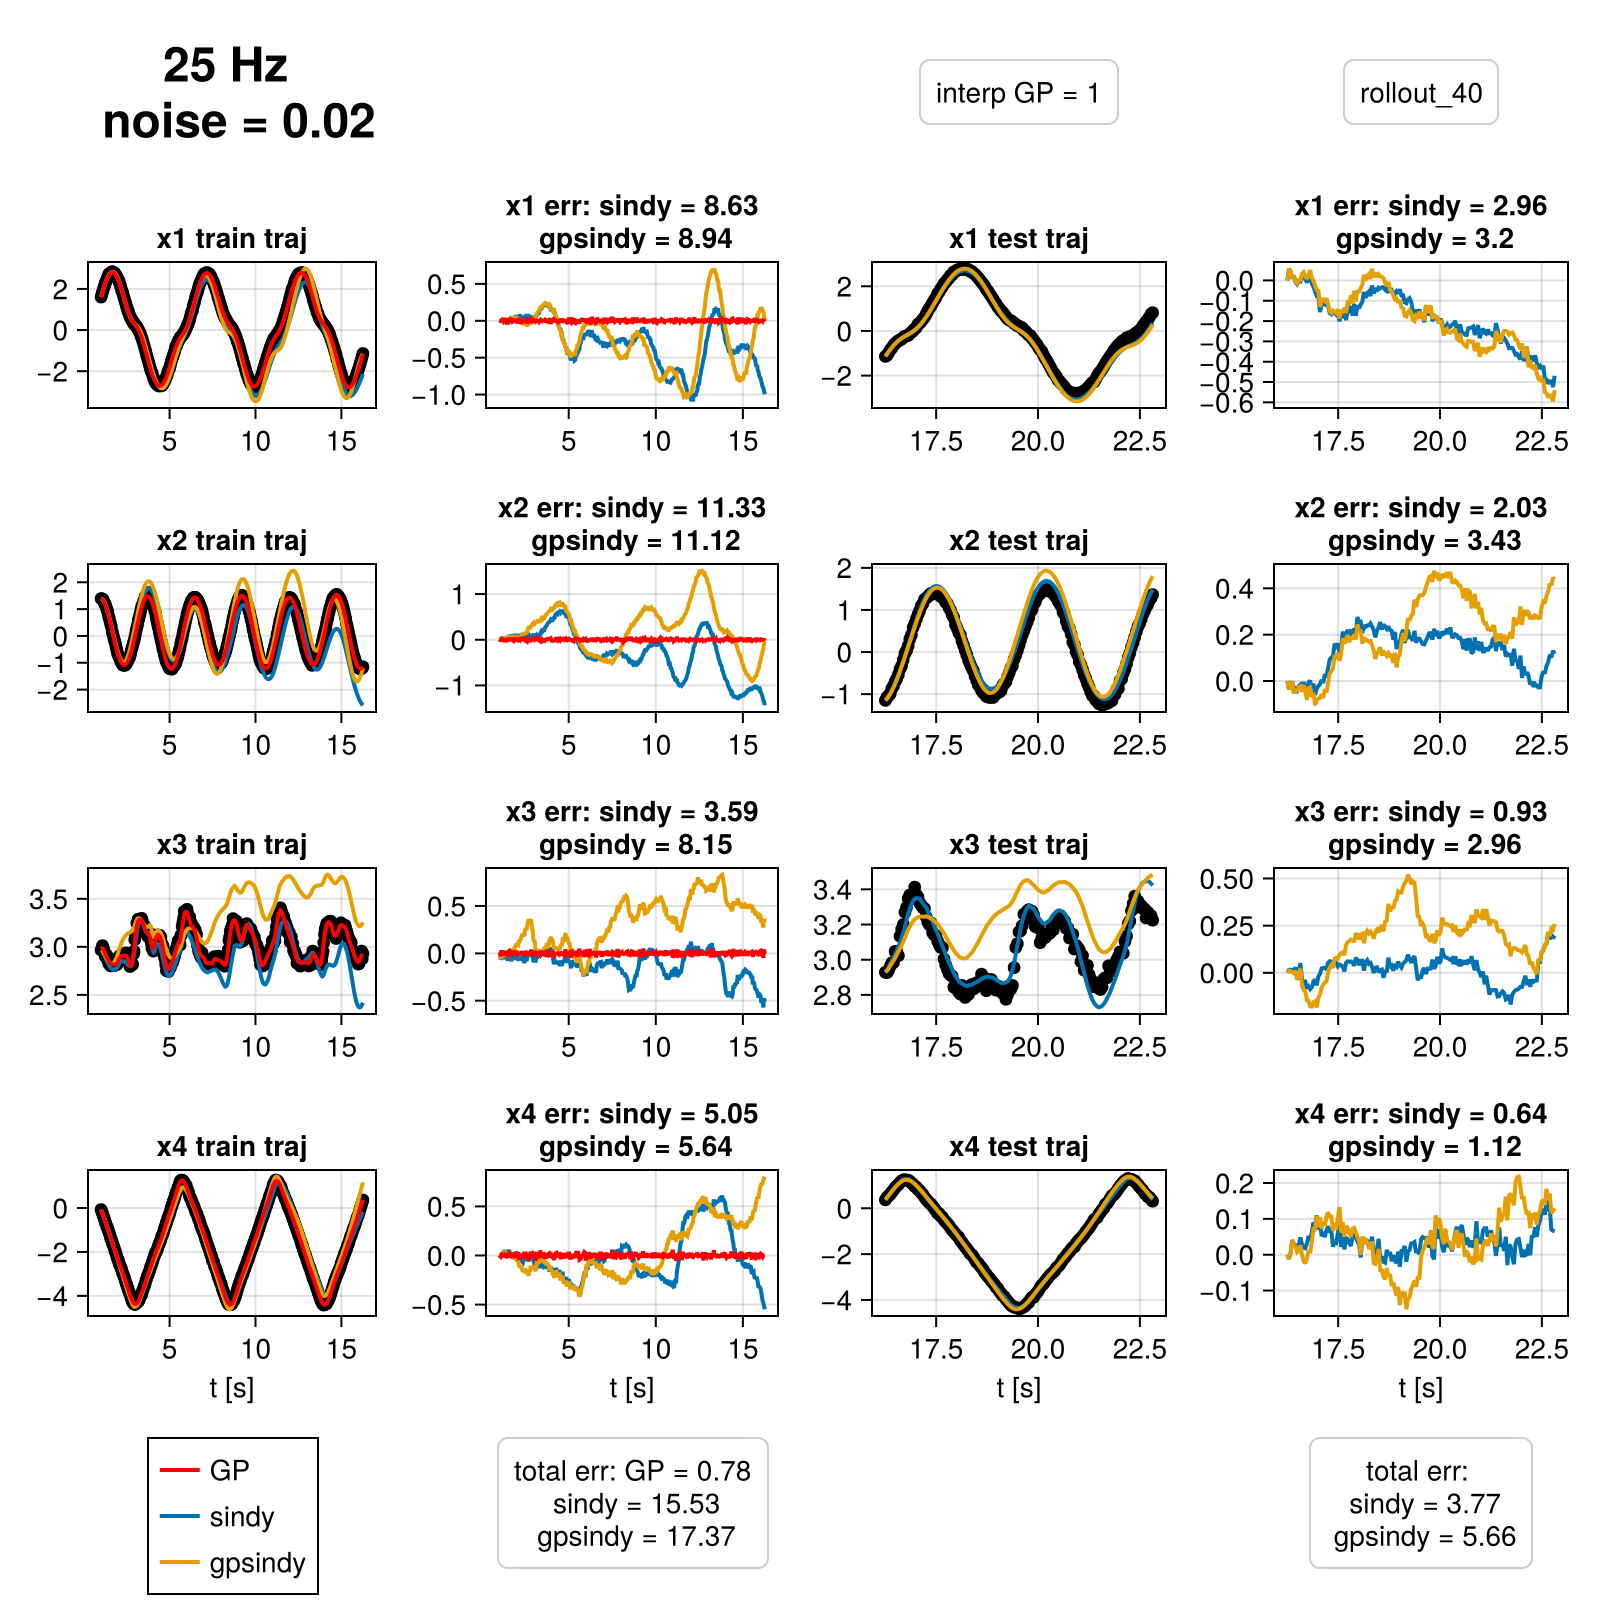 25 Hz
noise = 0.02
interp GP = 1
rollout_40
x1 train traj
2
0
−2
5 10 15
x1 err: sindy = 8.63
gpsindy = 8.94
0.5
0.0
−0.5
−1.0
5 10 15
x1 test traj
2
0
−2
17.5 20.0 22.5
x1 err: sindy = 2.96
gpsindy = 3.2
0.0
−0.1
−0.2
−0.3
−0.4
−0.5
−0.6
17.5 20.0 22.5
x2 train traj
2
1
0
−1
−2
5 10 15
x2 err: sindy = 11.33
gpsindy = 11.12
1
0
−1
5 10 15
x2 test traj
2
1
0
−1
17.5 20.0 22.5
x2 err: sindy = 2.03
gpsindy = 3.43
0.4
0.2
0.0
17.5 20.0 22.5
x3 train traj
3.5
3.0
2.5
5 10 15
x3 err: sindy = 3.59
gpsindy = 8.15
0.5
0.0
−0.5
5 10 15
x3 test traj
3.4
3.2
3.0
2.8
17.5 20.0 22.5
x3 err: sindy = 0.93
gpsindy = 2.96
0.50
0.25
0.00
17.5 20.0 22.5
x4 train traj
0
−2
−4
5 10 15
t [s]
x4 err: sindy = 5.05
gpsindy = 5.64
0.5
0.0
−0.5
5 10 15
t [s]
x4 test traj
0
−2
−4
17.5 20.0 22.5
t [s]
x4 err: sindy = 0.64
gpsindy = 1.12
0.2
0.1
0.0
−0.1
17.5 20.0 22.5
t [s]
GP
sindy
gpsindy
total err: GP = 0.78
sindy = 15.53
gpsindy = 17.37
total err:
sindy = 3.77
gpsindy = 5.66